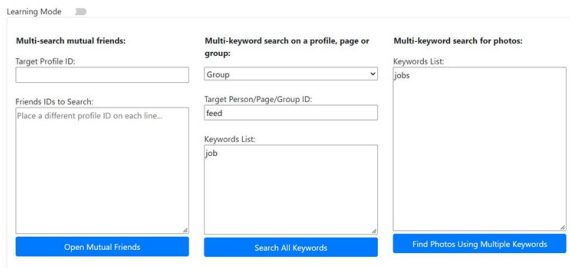 Learning Mode
Multi-search mutual friends:
Target Profile ID:
Friends IDs to Search:
Place a different profile ID on each line...
Open Mutual Friends
Multi-keyword search on a profile, page or
group:
Group
Target Person/Page/Group ID:
feed
Keywords List:
job
Search All Keywords
Multi-keyword search for photos:
Keywords List:
jobs
Find Photos Using Multiple Keywords